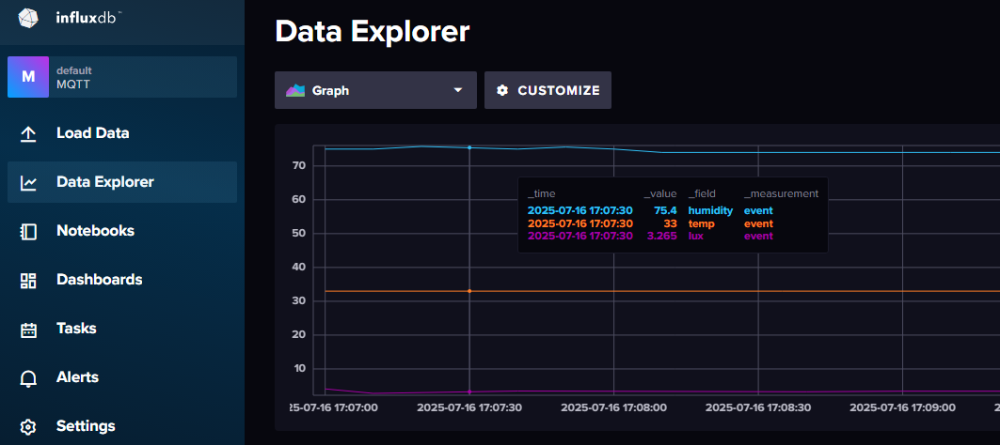 influxdb™
M
default
MQTT
Load Data
Data Explorer
Notebooks
Dashboards
Tasks
Alerts
Settings
Data Explorer
Graph
CUSTOMIZE
70
60
50
40
30
20
10
_time _value _field _measurement
2025-07-16 17:07:30 75.4 humidity event
2025-07-16 17:07:30 33 temp event
2025-07-16 17:07:30 3.265 lux event
5-07-16 17:07:00 2025-07-16 17:07:30 2025-07-16 17:08:00 2025-07-16 17:08:30 2025-07-16 17:09:00